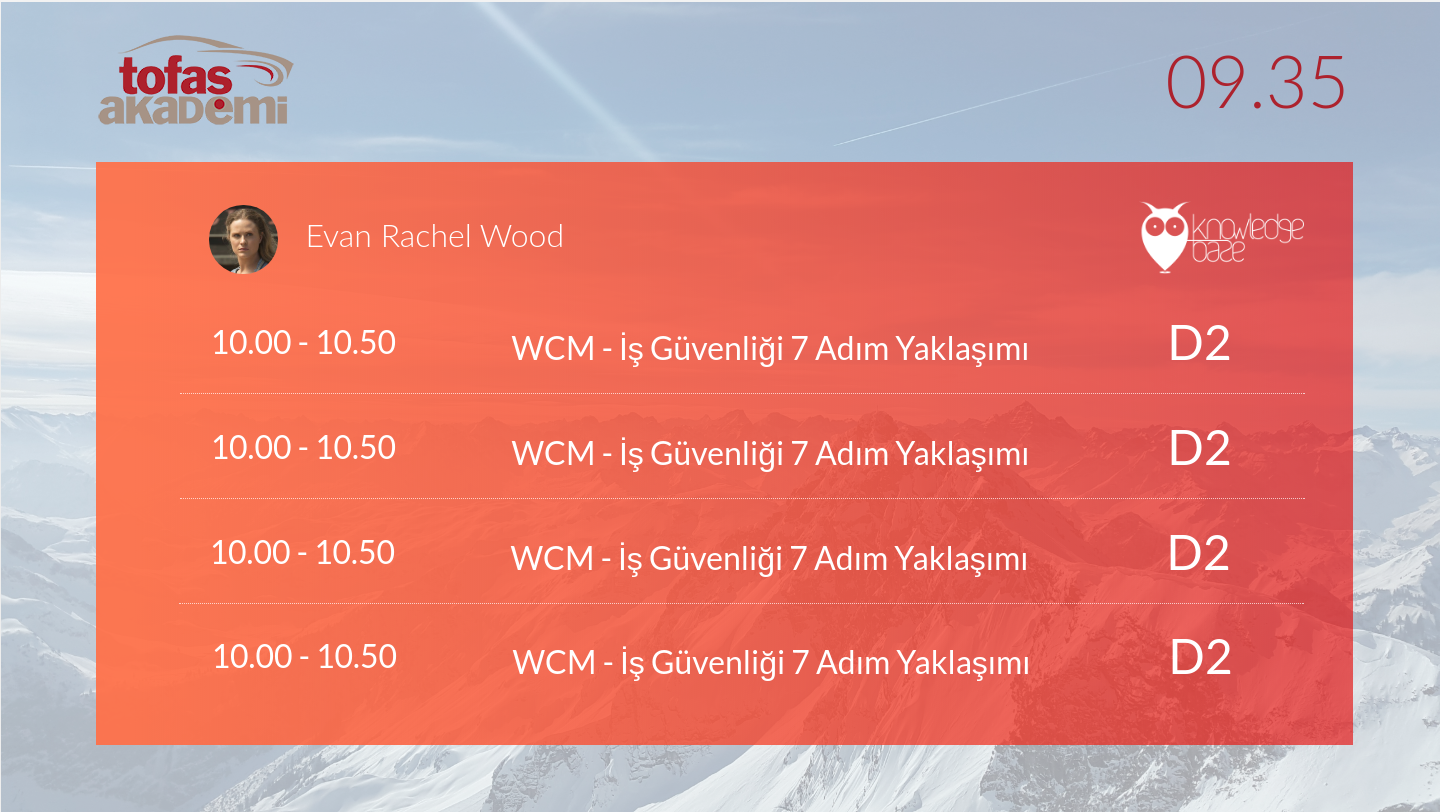 tofas
akademi
09.35
Evan Rachel Wood
knowledge
baze
10.00 - 10.50 WCM - İş Güvenliği 7 Adım Yaklaşımı D2
10.00 - 10.50 WCM - İş Güvenliği 7 Adım Yaklaşımı D2
10.00 - 10.50 WCM - İş Güvenliği 7 Adım Yaklaşımı D2
10.00 - 10.50 WCM - İş Güvenliği 7 Adım Yaklaşımı D2